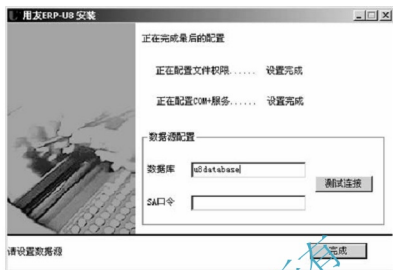 用友ERP-U8 安装
正在完成最后的配置
正在配置文件权限...... 设置完成
正在配置COM+服务...... 设置完成
数据源配置
数据库 u8database
测试连接
SA口令
请设置数据源
完成
有